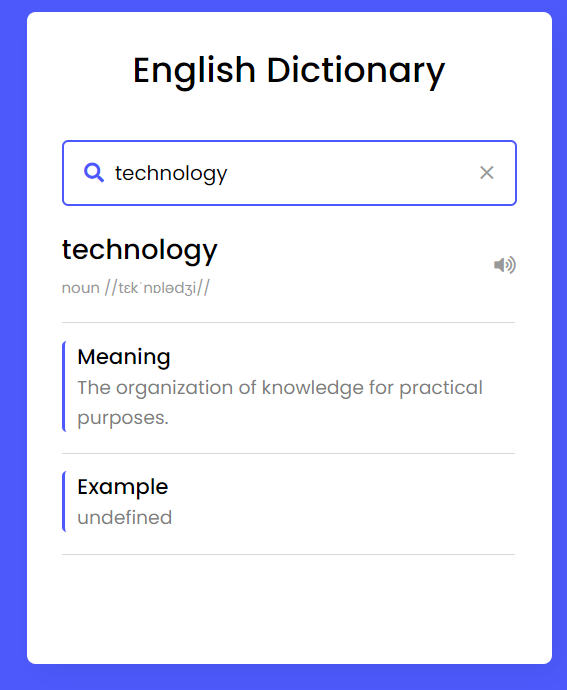 English Dictionary
technology
technology
noun //tɛkˈnɒlədʒi//
Meaning
The organization of knowledge for practical
purposes.
Example
undefined